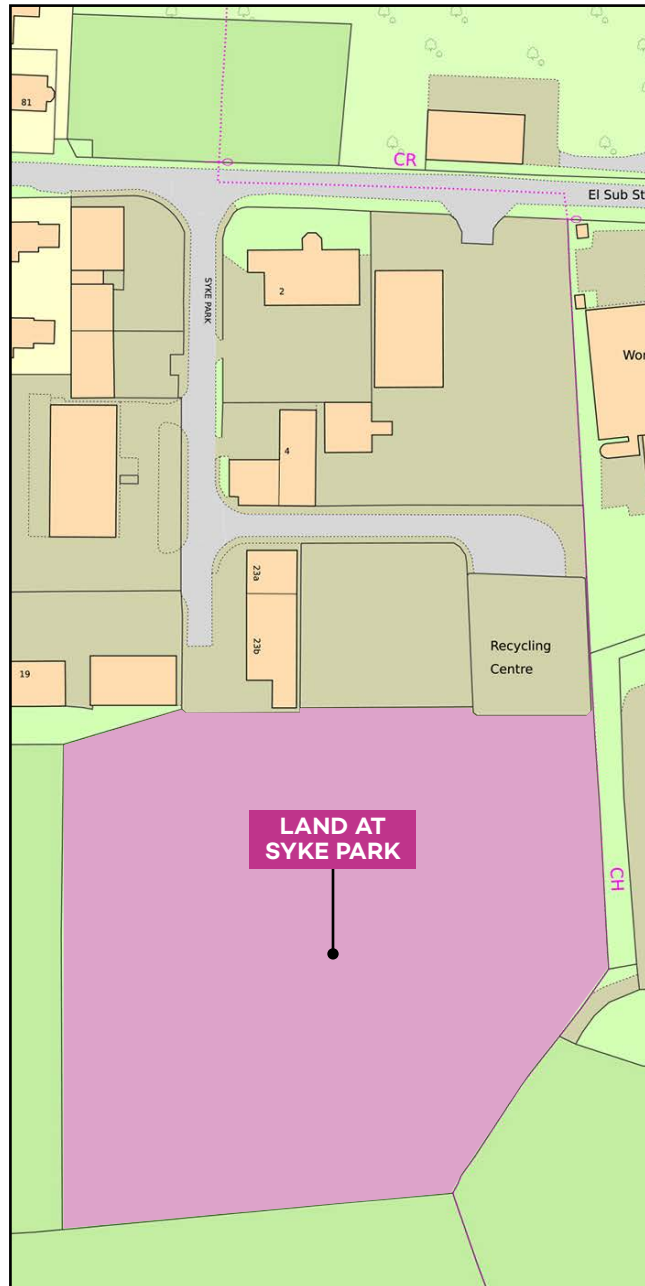 81
CR
El Sub St
SYKE PARK
2
Wor
4
23a
23b
Recycling
Centre
19
LAND AT
SYKE PARK
CH